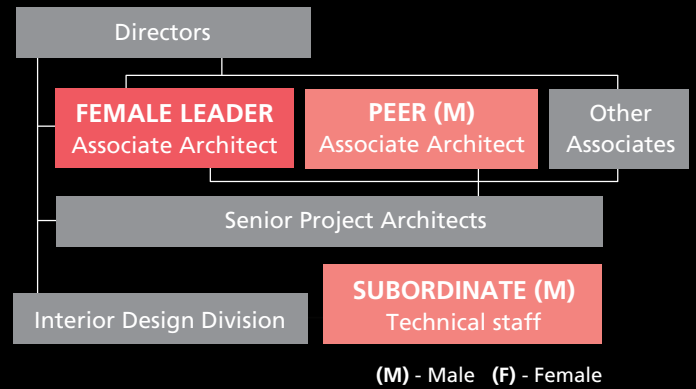 Directors
FEMALE LEADER
Associate Architect
PEER (M)
Associate Architect
Other
Associates
Senior Project Architects
Interior Design Division
SUBORDINATE (M)
Technical staff
(M) - Male (F) - Female